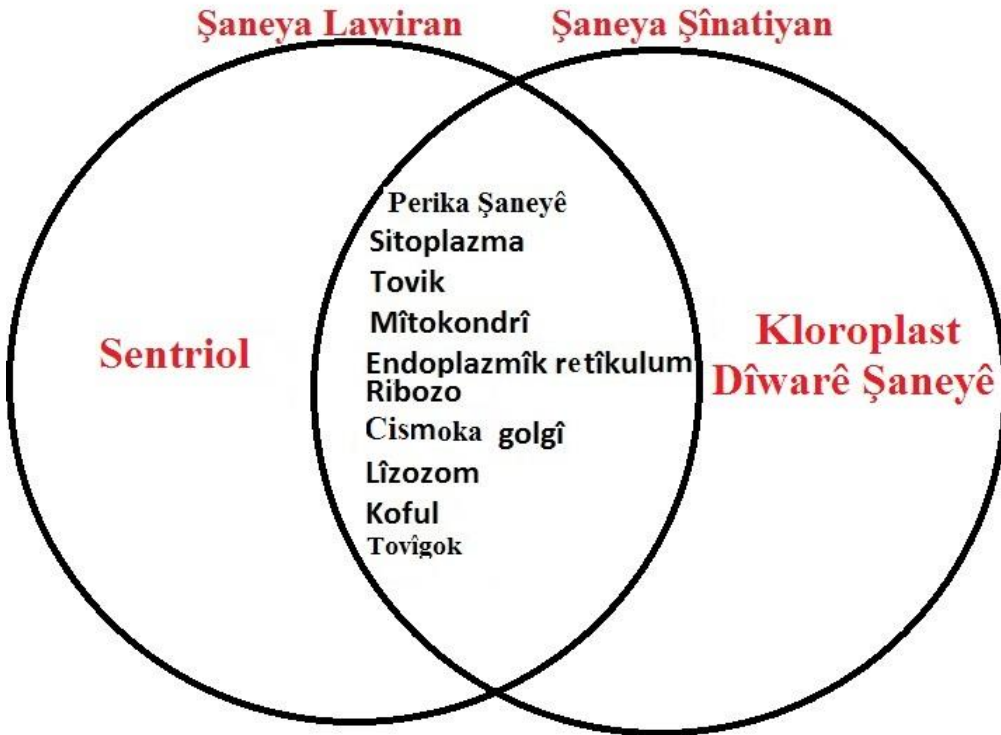 Şaneya Lawiran
Şaneya Şînatiyan
Perika Şaneyê
Sitoplazma
Tovik
Mîtokondrî
Endoplazmîk retîkulum
Ribozo
Cismoka golgî
Lîzozom
Koful
Tovîgok
Sentriol
Kloroplast
Dîwarê Şaneyê